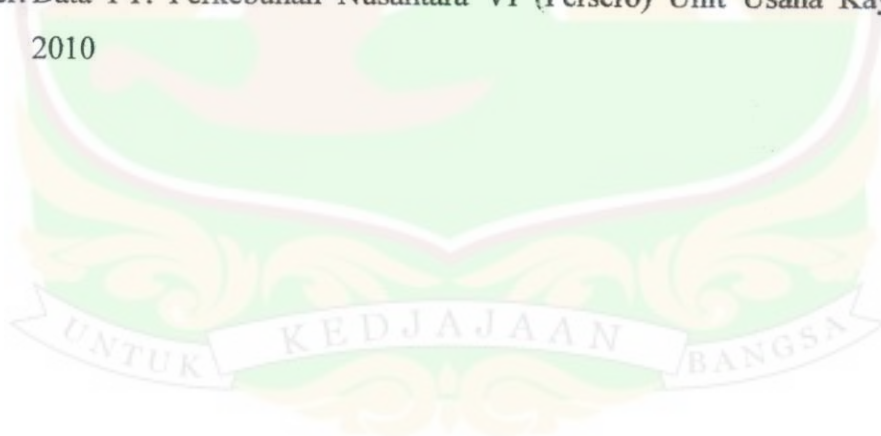 Data PT. Perkebunan Nusantara VI (Persero) Unit Usaha
2010
UNTUK KEDJAJAAN BANGSA